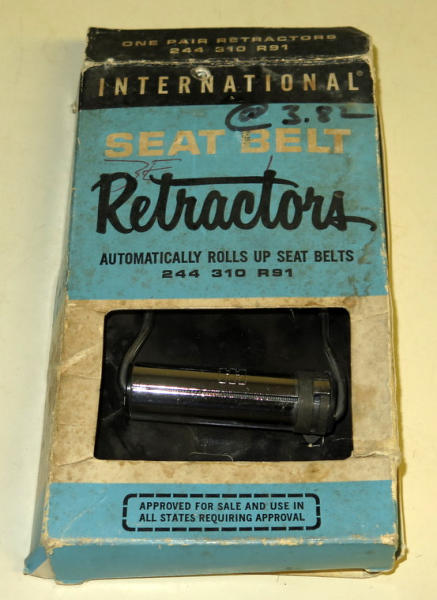 ONE PAIR RETRACTORS
244 310 R91
INTERNATIONAL®
@ 3.82
SEAT BELT
Retractors
AUTOMATICALLY ROLLS UP SEAT BELTS
244 310 R91
APPROVED FOR SALE AND USE IN
ALL STATES REQUIRING APPROVAL